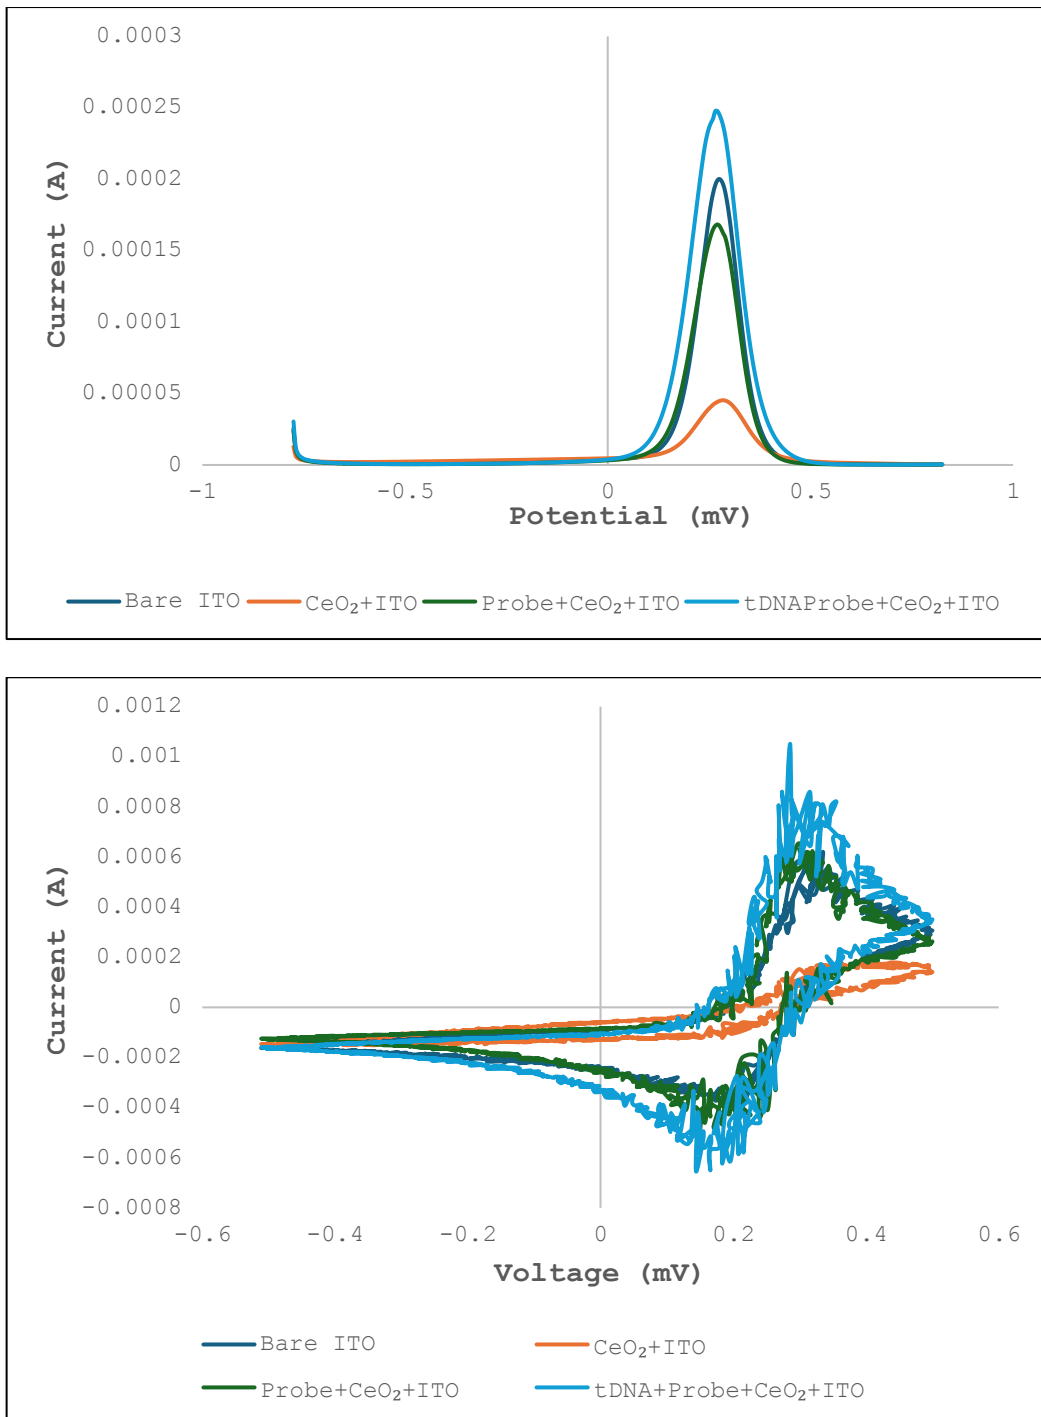 0.0003
0.00025
0.0002
0.00015
0.0001
0.00005
0
Current (A)
-1 -0.5 0 0.5 1
Potential (mV)
Bare ITO CeO₂+ITO Probe+CeO₂+ITO tDNAProbe+CeO₂+ITO
0.0012
0.001
0.0008
0.0006
0.0004
0.0002
0
-0.0002
-0.0004
-0.0006
-0.0008
Current (A)
-0.6 -0.4 -0.2 0 0.2 0.4 0.6
Voltage (mV)
Bare ITO CeO₂+ITO
Probe+CeO₂+ITO tDNA+Probe+CeO₂+ITO